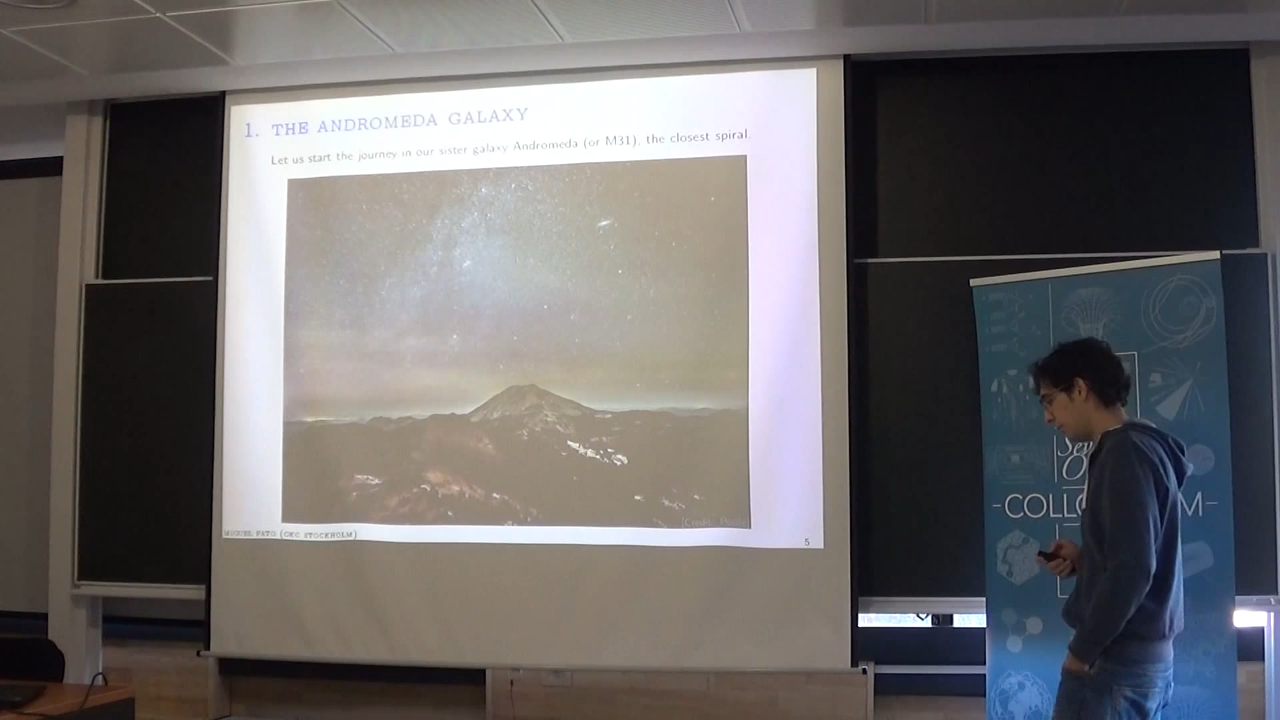 1. THE ANDROMEDA GALAXY
Let us start the journey in our sister galaxy Andromeda (or M31), the closest spiral.
MIGUEL PATO (OKC STOCKHOLM)
5